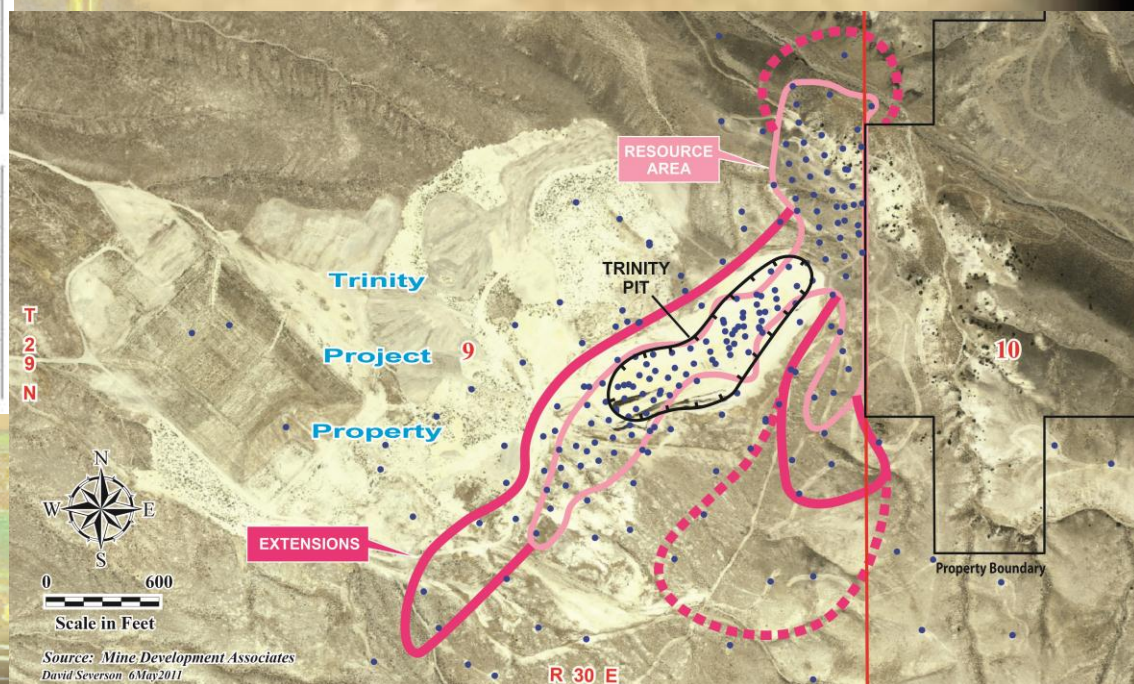 RESOURCE
AREA
TRINITY
PIT
Trinity
Project
Property
9
10
T
2
9
N
N
W
E
S
EXTENSIONS
0 600
Scale in Feet
Property Boundary
Source: Mine Development Associates
David Severson 6May2011
R 30 E